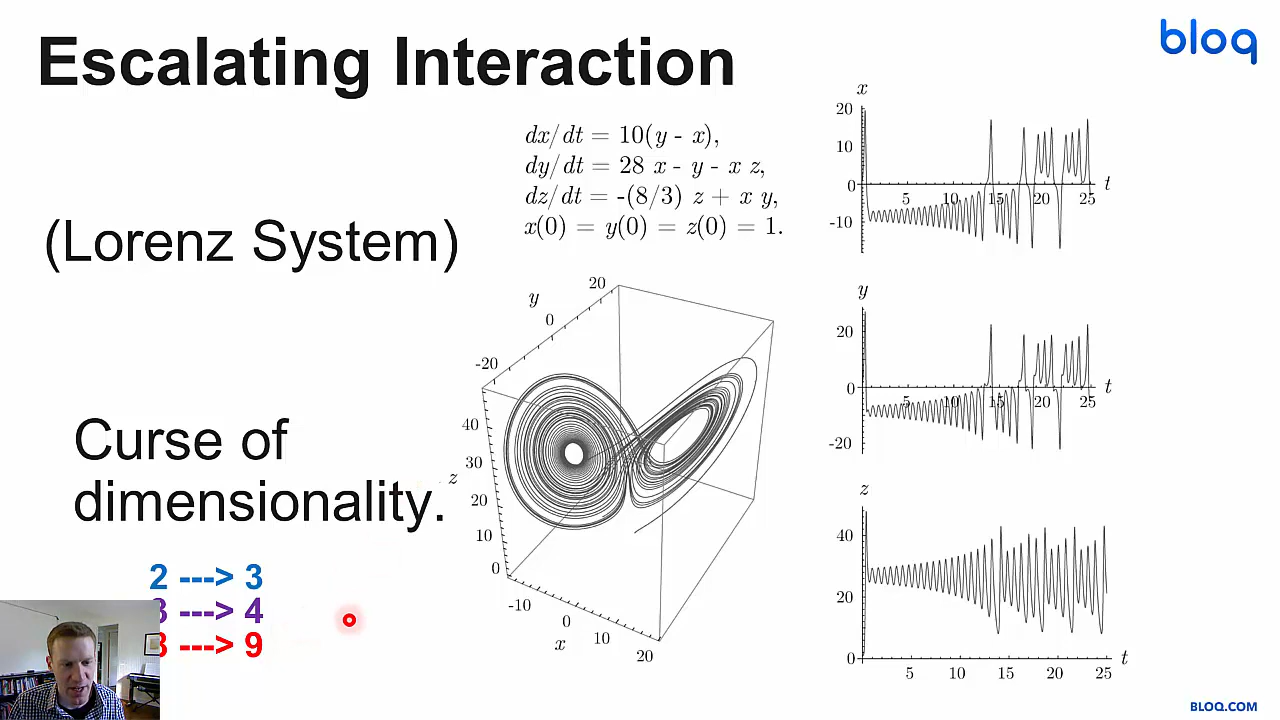 Escalating Interaction
bloq
(Lorenz System)
dx/dt = 10(y - x),
dy/dt = 28 x - y - x z,
dz/dt = -(8/3) z + x y,
x(0) = y(0) = z(0) = 1.
Curse of
dimensionality.
2 ---> 3
3 ---> 4
3 ---> 9
y
20
0
-20
40
30
z
20
10
0
-10
0
x
10
20
x
20
10
0
-10
5
10
15
20
25
t
y
20
0
-20
5
10
15
20
25
t
z
40
20
0
5
10
15
20
25
t
BLOQ.COM